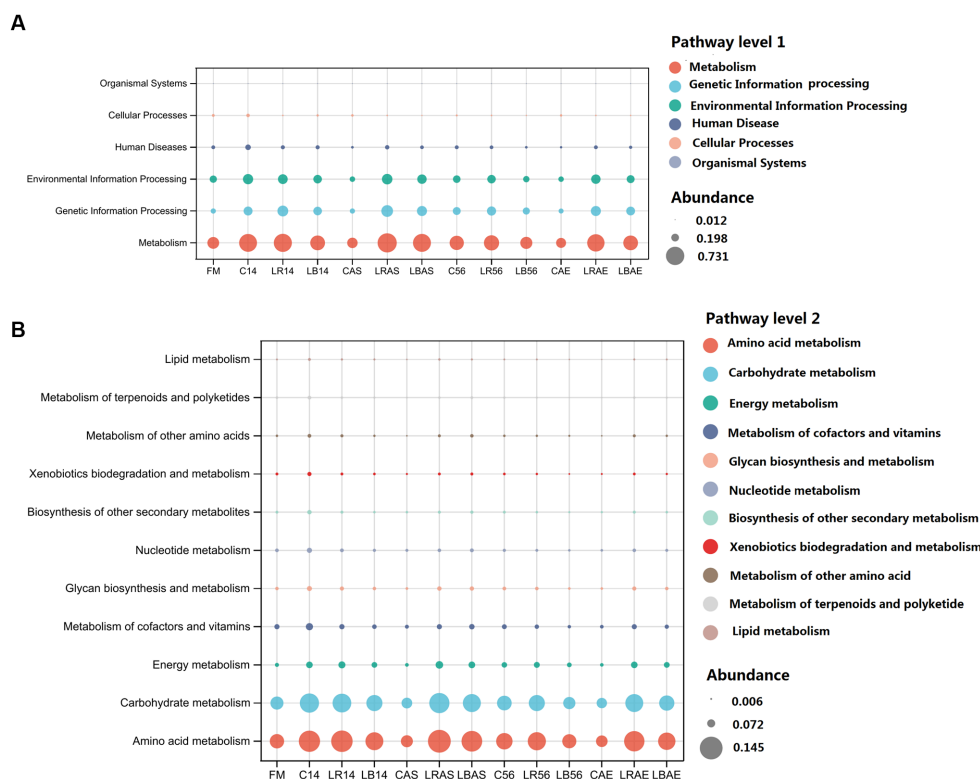 A
Pathway level 1
Metabolism
Genetic Information processing
Environmental Information Processing
Human Disease
Cellular Processes
Organismal Systems
Abundance
0.012
0.198
0.731
Organismal Systems
Cellular Processes
Human Diseases
Environmental Information Processing
Genetic Information Processing
Metabolism
FM C14 LR14 LB14 CAS LRAS LBAS C56 LR56 LB56 CAE LRAE LBAE
B
Pathway level 2
Amino acid metabolism
Carbohydrate metabolism
Energy metabolism
Metabolism of cofactors and vitamins
Glycan biosynthesis and metabolism
Nucleotide metabolism
Biosynthesis of other secondary metabolism
Xenobiotics biodegradation and metabolism
Metabolism of other amino acid
Metabolism of terpenoids and polyketide
Lipid metabolism
Abundance
0.006
0.072
0.145
Lipid metabolism
Metabolism of terpenoids and polyketides
Metabolism of other amino acids
Xenobiotics biodegradation and metabolism
Biosynthesis of other secondary metabolites
Nucleotide metabolism
Glycan biosynthesis and metabolism
Metabolism of cofactors and vitamins
Energy metabolism
Carbohydrate metabolism
Amino acid metabolism
FM C14 LR14 LB14 CAS LRAS LBAS C56 LR56 LB56 CAE LRAE LBAE